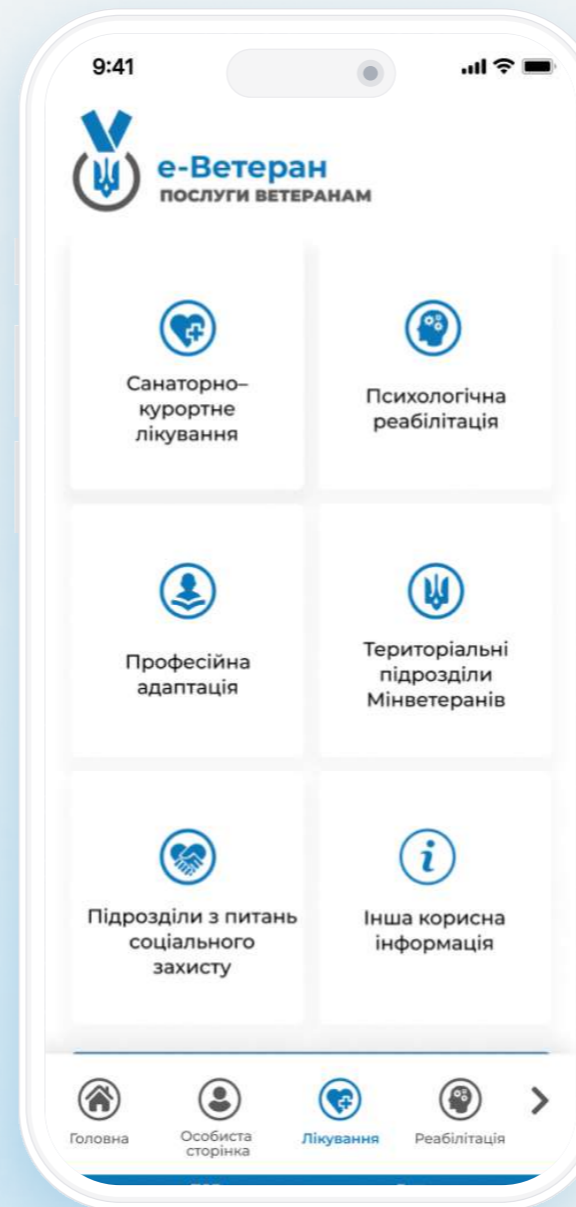 9:41
е-Ветеран
ПОСЛУГИ ВЕТЕРАНАМ
Санаторно–
курортне
лікування
Психологічна
реабілітація
Професійна
адаптація
Територіальні
підрозділи
Мінветеранів
Підрозділи з питань
соціального
захисту
Інша корисна
інформація
Головна
Особиста
сторінка
Лікування
Реабілітація